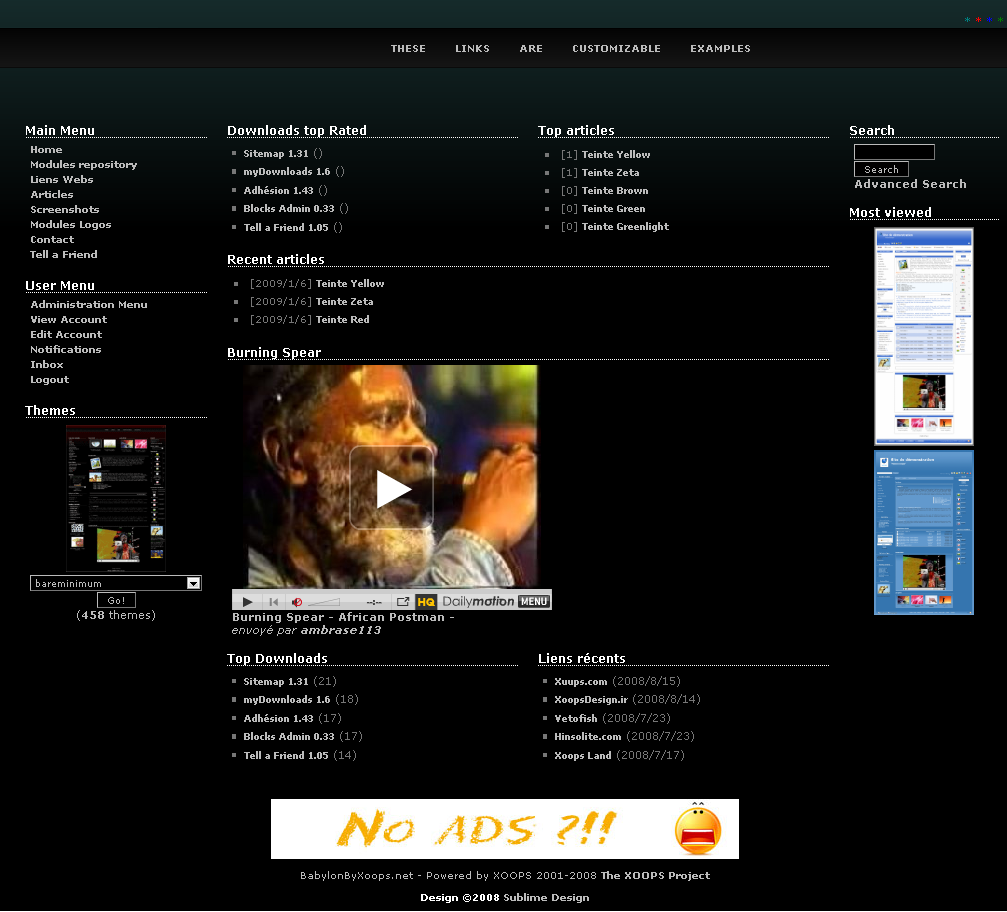 * * *
THESE LINKS ARE CUSTOMIZABLE EXAMPLES
Main Menu
Home
Modules repository
Liens Webs
Articles
Screenshots
Modules Logos
Contact
Tell a Friend
User Menu
Administration Menu
View Account
Edit Account
Notifications
Inbox
Logout
Themes
bareminimum
Go!
(458 themes)
Downloads top Rated
Sitemap 1.31 ()
myDownloads 1.6 ()
Adhésion 1.43 ()
Blocks Admin 0.33 ()
Tell a Friend 1.05 ()
Top articles
[1] Teinte Yellow
[1] Teinte Zeta
[0] Teinte Brown
[0] Teinte Green
[0] Teinte Greenlight
Recent articles
[2009/1/6] Teinte Yellow
[2009/1/6] Teinte Zeta
[2009/1/6] Teinte Red
Burning Spear
--:-- HQ Dailymotion MENU
Burning Spear - African Postman -
envoyé par ambrase113
Top Downloads
Sitemap 1.31 (21)
myDownloads 1.6 (18)
Adhésion 1.43 (17)
Blocks Admin 0.33 (17)
Tell a Friend 1.05 (14)
Liens récents
Xuups.com (2008/8/15)
XoopsDesign.ir (2008/8/14)
Vetofish (2008/7/23)
Hinsolite.com (2008/7/23)
Xoops Land (2008/7/17)
Search
Search
Advanced Search
Most viewed
No ads ?!!
BabylonByXoops.net - Powered by XOOPS 2001-2008 The XOOPS Project
Design ©2008 Sublime Design